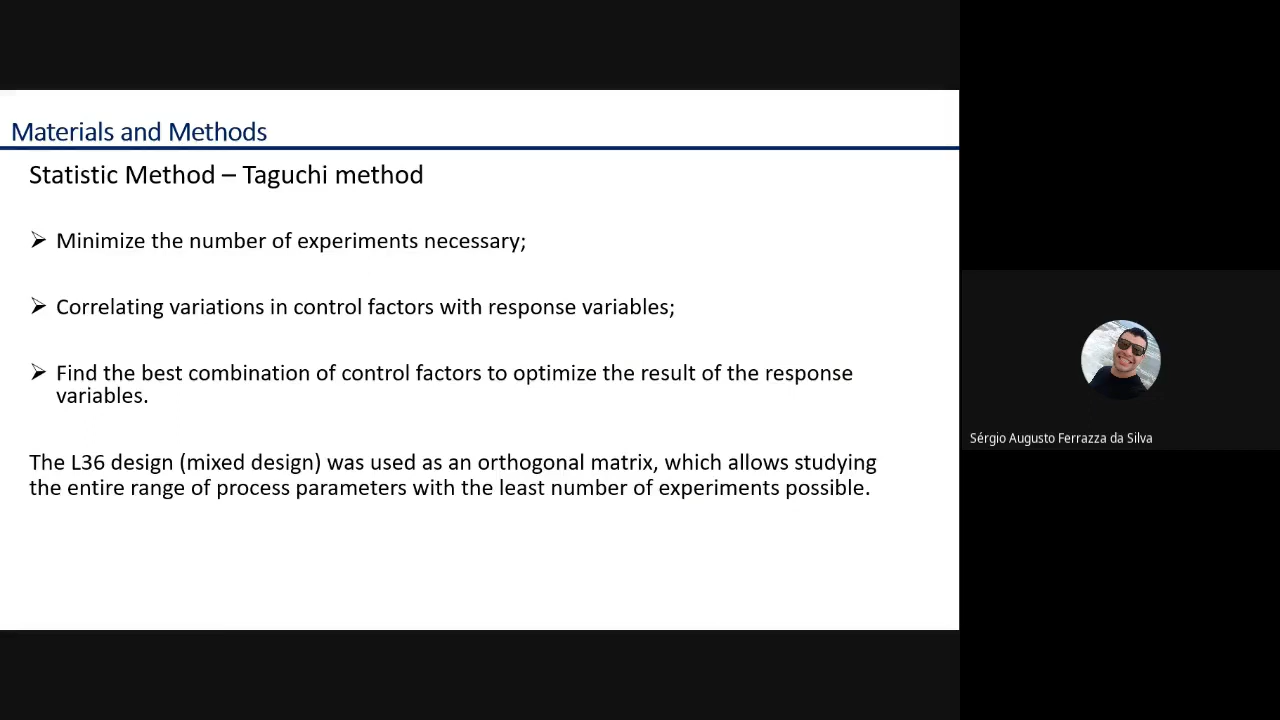 Materials and Methods
Statistic Method – Taguchi method
➢ Minimize the number of experiments necessary;
➢ Correlating variations in control factors with response variables;
➢ Find the best combination of control factors to optimize the result of the response
variables.
The L36 design (mixed design) was used as an orthogonal matrix, which allows studying
the entire range of process parameters with the least number of experiments possible.
Sérgio Augusto Ferrazza da Silva